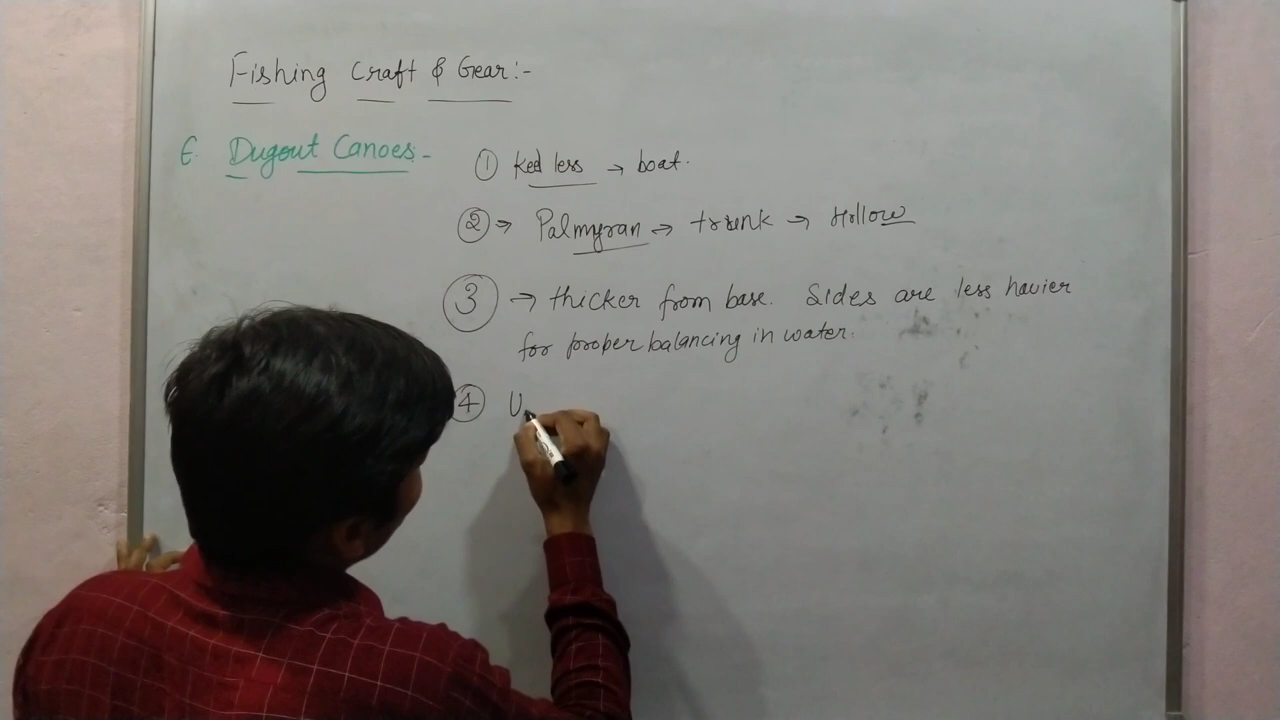 Fishing Craft & Gear:-
E. Dugout Canoes:-
① Keel less → boat.
② → Palmyran → trunk → Hollow
③ → thicker from base. Sides are less havier
for proper balancing in water.
④ U